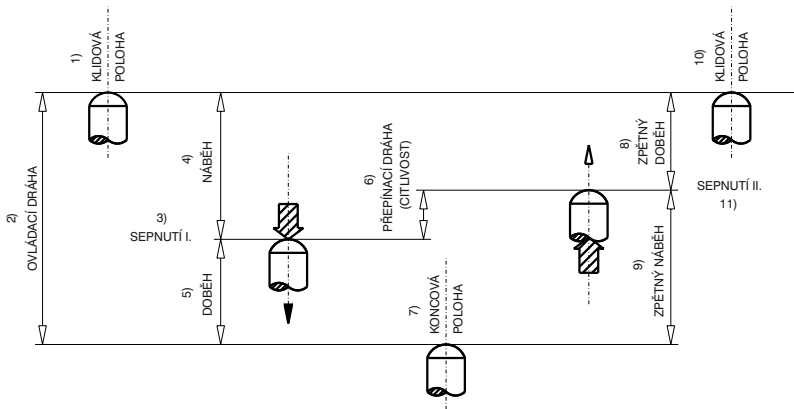 1)
KLIDOVÁ
POLOHA
2)
OVLÁDACÍ DRÁHA
3)
SEPNUTÍ I.
4)
NÁBĚH
5)
DOBĚH
6)
PŘEPÍNACÍ DRÁHA
(CITLIVOST)
7)
KONCOVÁ
POLOHA
8)
ZPĚTNÝ
DOBĚH
9)
ZPĚTNÝ NÁBĚH
10)
KLIDOVÁ
POLOHA
SEPNUTÍ II.
11)